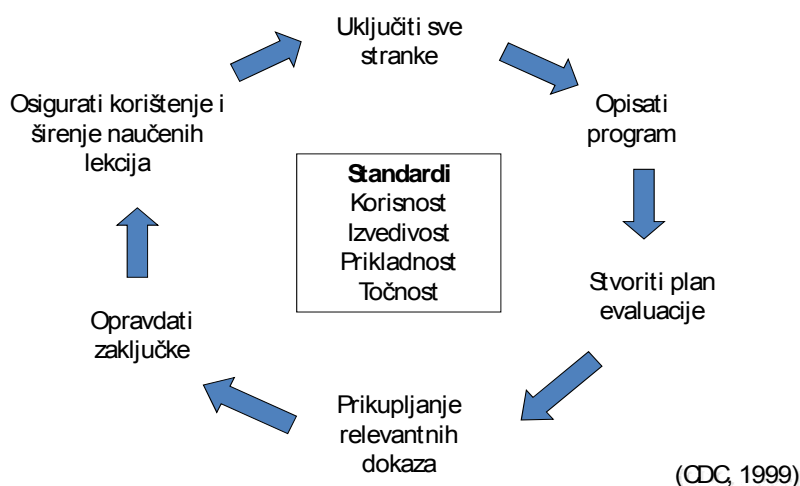 Uključiti sve
stranke
Opisati
program
Stvoriti plan
evaluacije
Prikupljanje
relevantnih
dokaza
Opravdati
zaključke
Osigurati korištenje i
širenje naučenih
lekcija
Standardi
Korisnost
Izvedivost
Prikladnost
Točnost
(CDC, 1999)